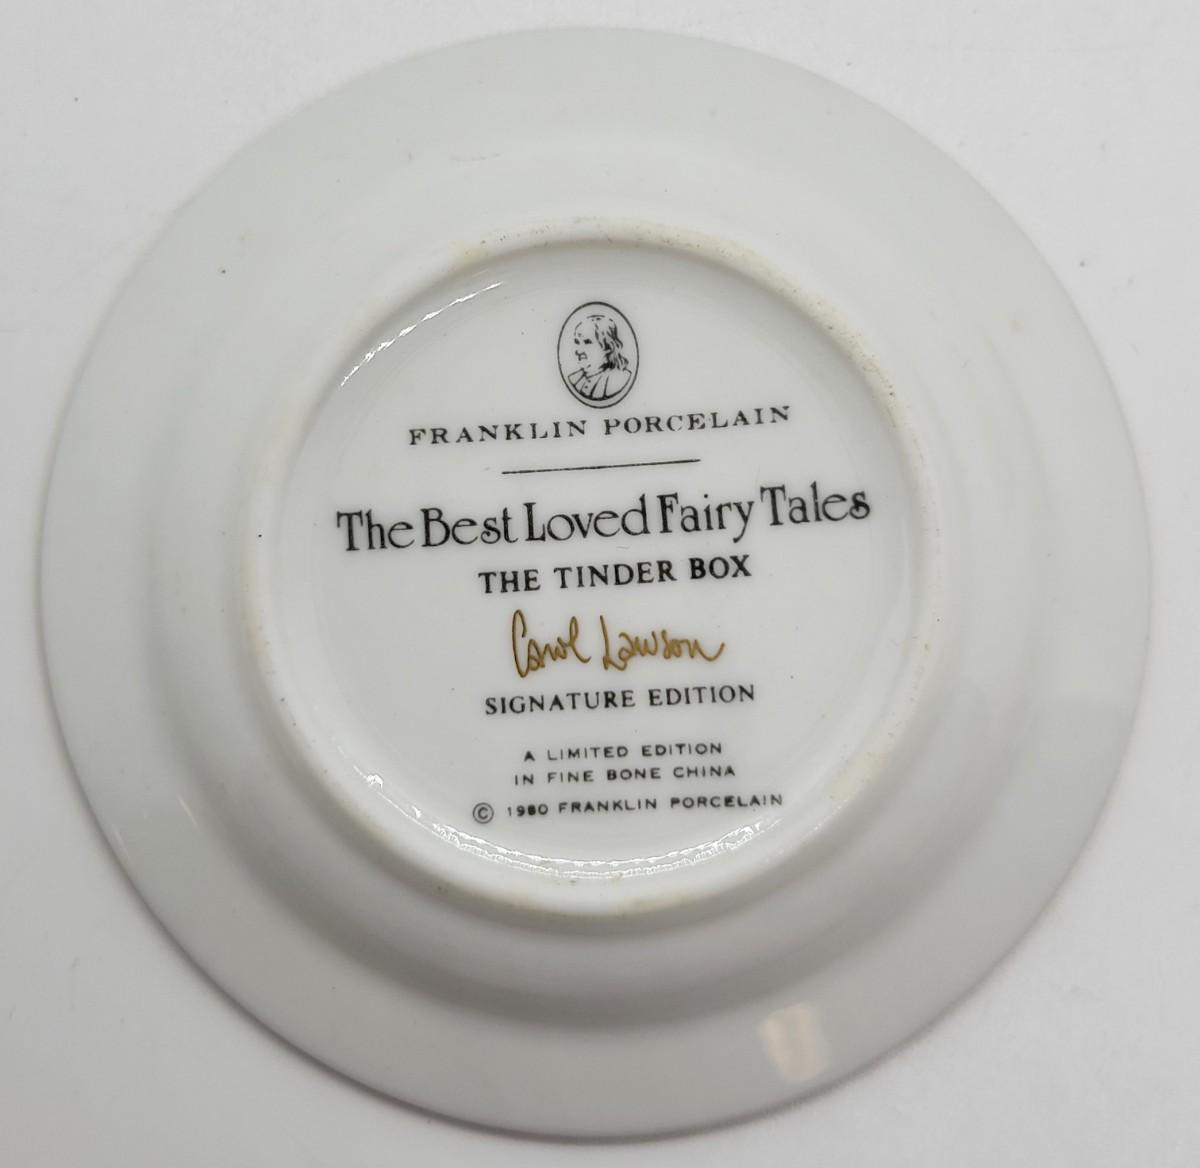 FRANKLIN PORCELAIN
The Best Loved Fairy Tales
THE TINDER BOX
Carol Lawson
SIGNATURE EDITION
A LIMITED EDITION
IN FINE BONE CHINA
© 1980 FRANKLIN PORCELAIN